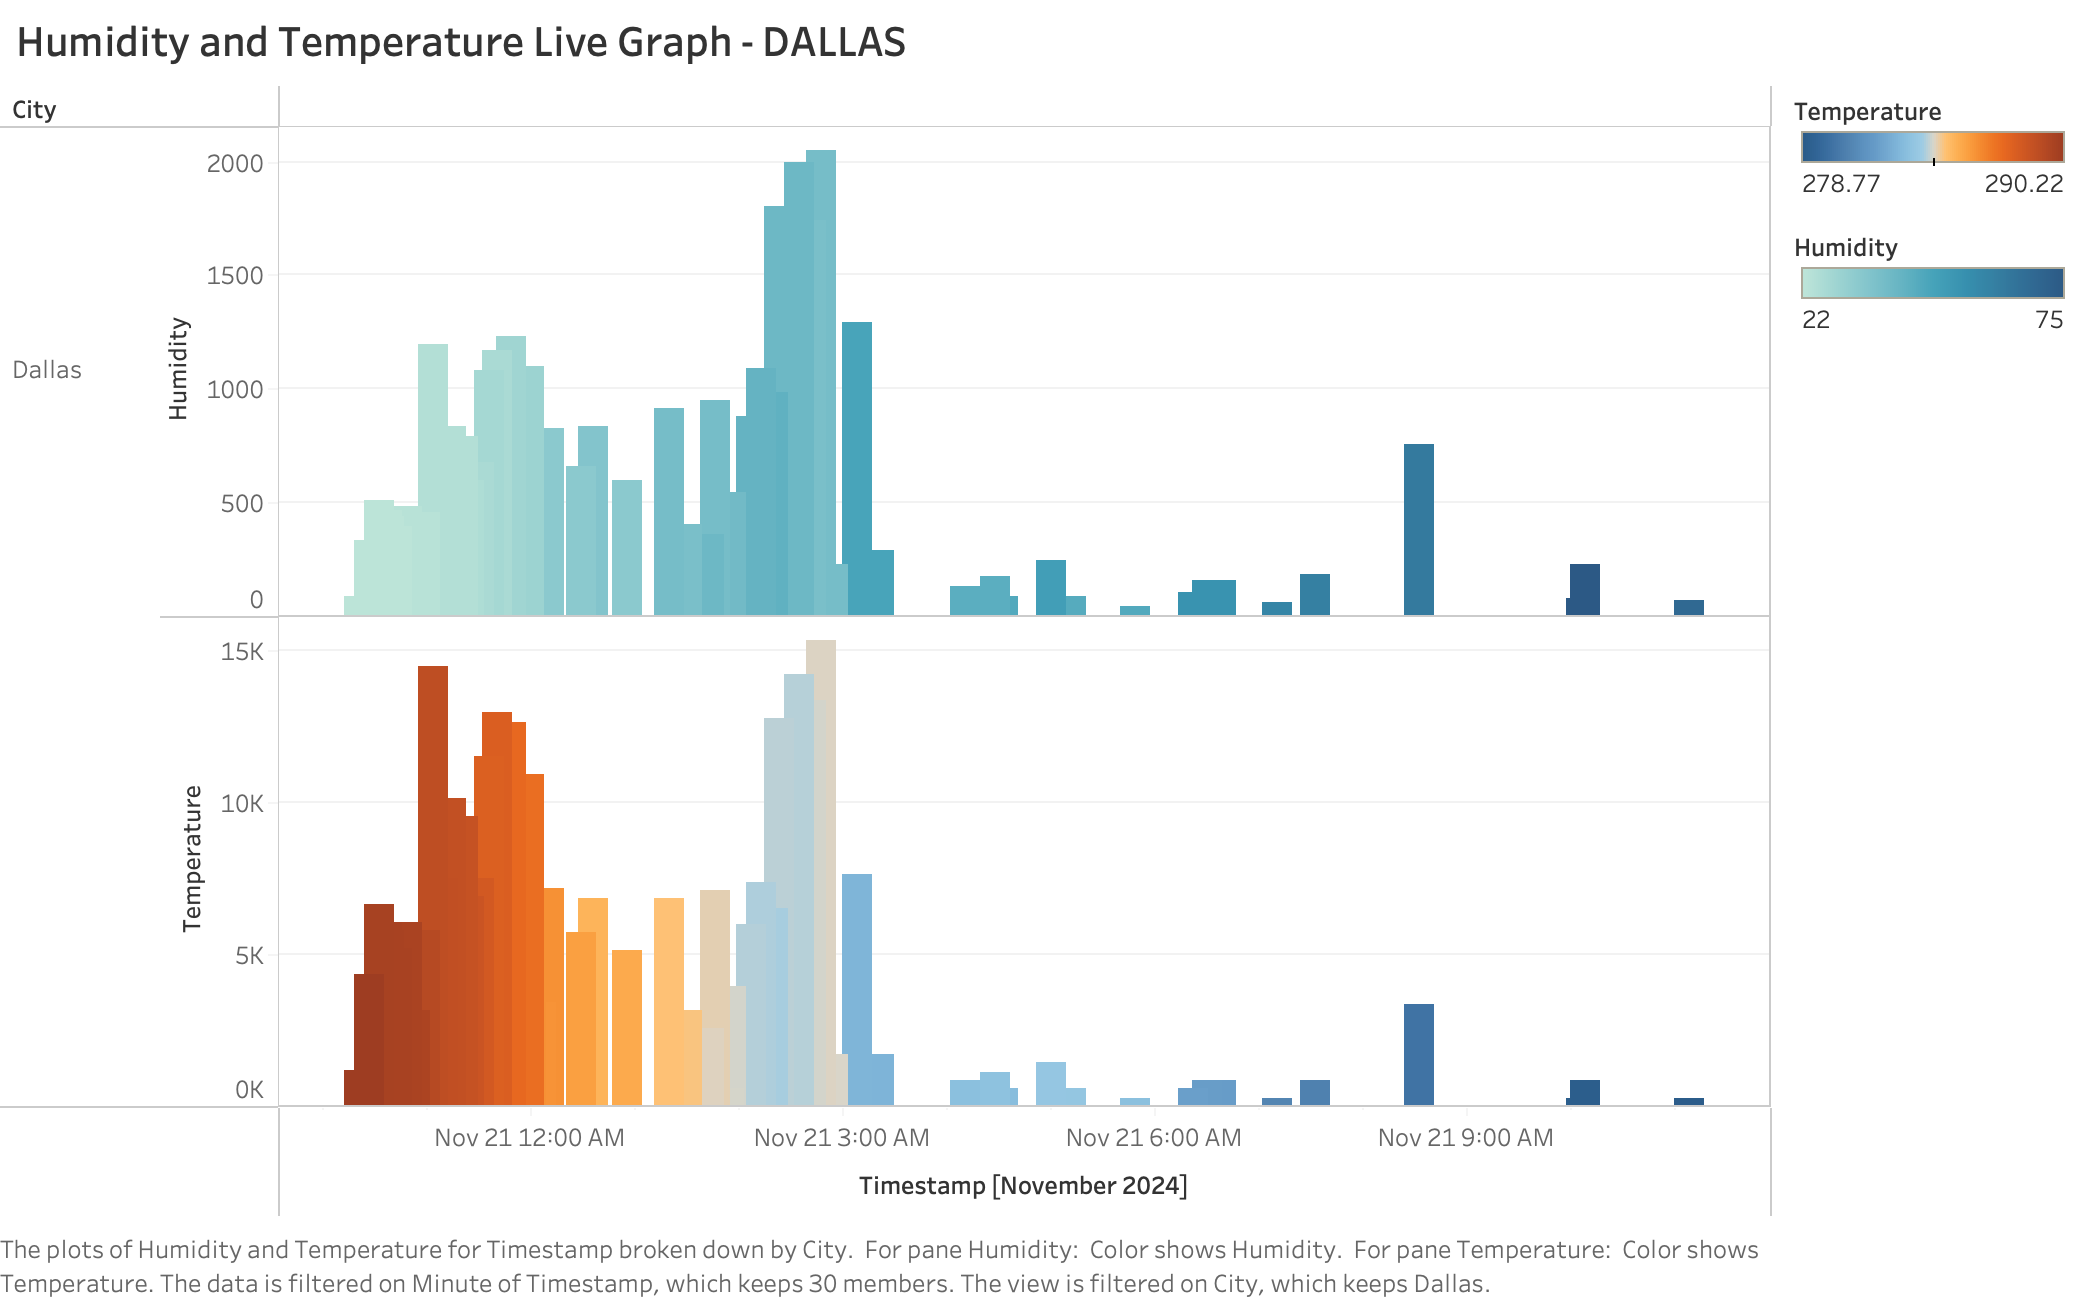 Humidity and Temperature Live Graph - DALLAS
City
Dallas
Humidity
2000
1500
1000
500
0
Temperature
15K
10K
5K
0K
Nov 21 12:00 AM
Nov 21 3:00 AM
Nov 21 6:00 AM
Nov 21 9:00 AM
Timestamp [November 2024]
Temperature
278.77 290.22
Humidity
22 75
The plots of Humidity and Temperature for Timestamp broken down by City.  For pane Humidity:  Color shows Humidity.  For pane Temperature:  Color shows
Temperature. The data is filtered on Minute of Timestamp, which keeps 30 members. The view is filtered on City, which keeps Dallas.